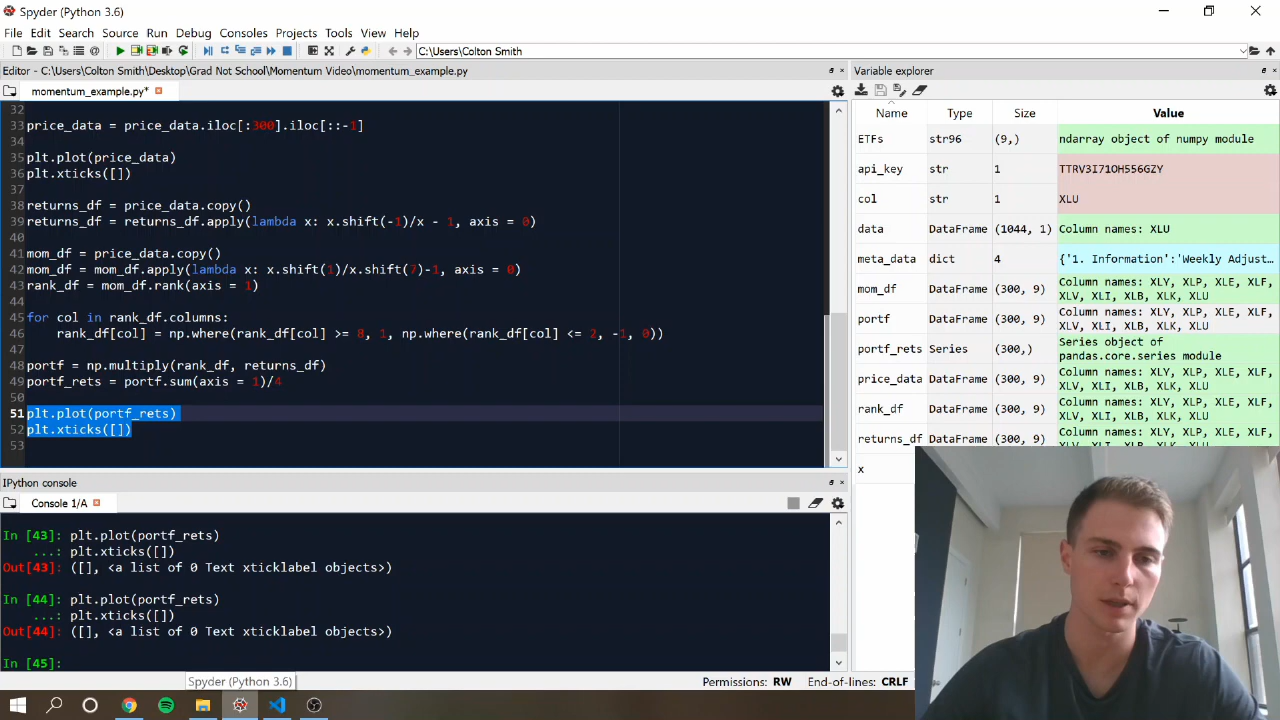 Spyder (Python 3.6)
File Edit Search Source Run Debug Consoles Projects Tools View Help
C:\Users\Colton Smith
Editor - C:\Users\Colton Smith\Desktop\Grad Not School\Momentum Video\momentum_example.py
momentum_example.py*
32
33 price_data = price_data.iloc[:300].iloc[::-1]
34
35 plt.plot(price_data)
36 plt.xticks([])
37
38 returns_df = price_data.copy()
39 returns_df = returns_df.apply(lambda x: x.shift(-1)/x - 1, axis = 0)
40
41 mom_df = price_data.copy()
42 mom_df = mom_df.apply(lambda x: x.shift(1)/x.shift(7)-1, axis = 0)
43 rank_df = mom_df.rank(axis = 1)
44
45 for col in rank_df.columns:
46 rank_df[col] = np.where(rank_df[col] >= 8, 1, np.where(rank_df[col] <= 2, -1, 0))
47
48 portf = np.multiply(rank_df, returns_df)
49 portf_rets = portf.sum(axis = 1)/4
50
51 plt.plot(portf_rets)
52 plt.xticks([])
53
IPython console
Console 1/A
In [43]: plt.plot(portf_rets)
...: plt.xticks([])
Out[43]: ([], <a list of 0 Text xticklabel objects>)
In [44]: plt.plot(portf_rets)
...: plt.xticks([])
Out[44]: ([], <a list of 0 Text xticklabel objects>)
In [45]:
Spyder (Python 3.6)
Permissions: RW End-of-lines: CRLF
Variable explorer
Name Type Size Value
ETFs str96 (9,) ndarray object of numpy module
api_key str 1 TTRV3I71OH556GZY
col str 1 XLU
data DataFrame (1044, 1) Column names: XLU
meta_data dict 4 {'1. Information':'Weekly Adjust…
mom_df DataFrame (300, 9) Column names: XLY, XLP, XLE, XLF,
XLV, XLI, XLB, XLK, XLU
portf DataFrame (300, 9) Column names: XLY, XLP, XLE, XLF,
XLV, XLI, XLB, XLK, XLU
portf_rets Series (300,) Series object of
pandas.core.series module
price_data DataFrame (300, 9) Column names: XLY, XLP, XLE, XLF,
XLV, XLI, XLB, XLK, XLU
rank_df DataFrame (300, 9) Column names: XLY, XLP, XLE, XLF,
XLV, XLI, XLB, XLK, XLU
returns_df DataFrame (300, 9) Column names: XLY, XLP, XLE, XLF,
XLV, XLI, XLB, XLK, XLU
x